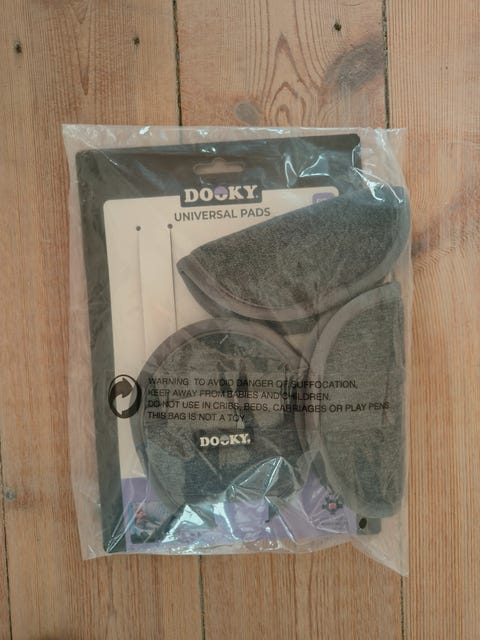 DOOKY
UNIVERSAL PADS
WARNING: TO AVOID DANGER OF SUFFOCATION,
KEEP AWAY FROM BABIES AND CHILDREN.
DO NOT USE IN CRIBS, BEDS, CARRIAGES OR PLAY PENS.
THIS BAG IS NOT A TOY.
DOOKY